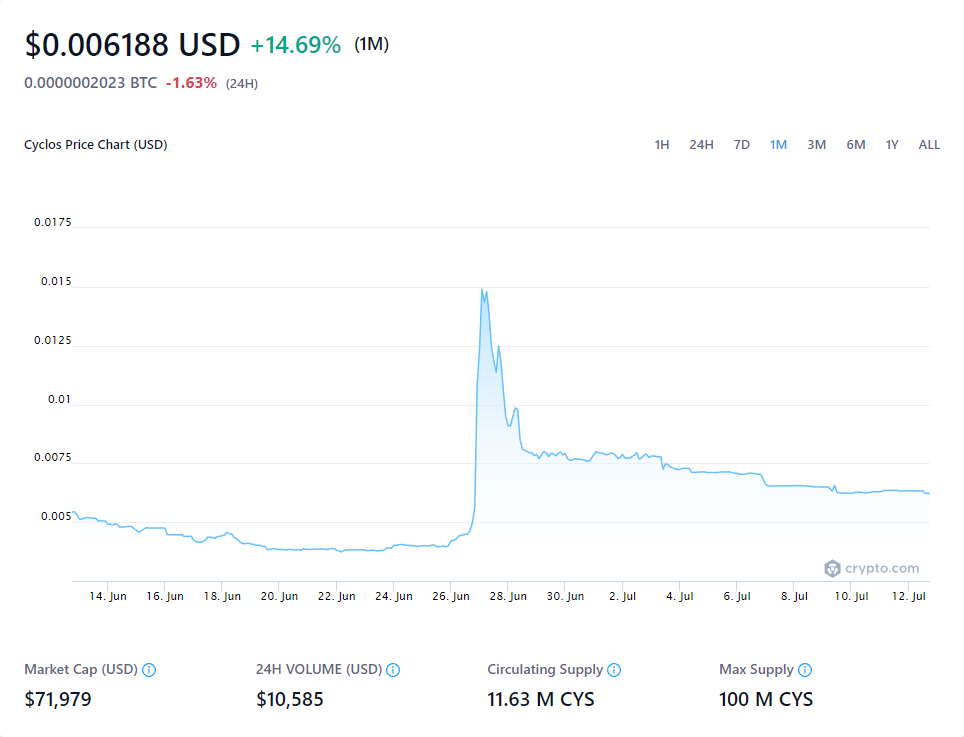 $0.006188 USD +14.69% (1M)
0.0000002023 BTC -1.63% (24H)
Cyclos Price Chart (USD) 1H 24H 7D 1M 3M 6M 1Y ALL
0.0175
0.015
0.0125
0.01
0.0075
0.005
crypto.com
14. Jun 16. Jun 18. Jun 20. Jun 22. Jun 24. Jun 26. Jun 28. Jun 30. Jun 2. Jul 4. Jul 6. Jul 8. Jul 10. Jul 12. Jul
Market Cap (USD) 24H VOLUME (USD) Circulating Supply Max Supply
$71,979 $10,585 11.63 M CYS 100 M CYS